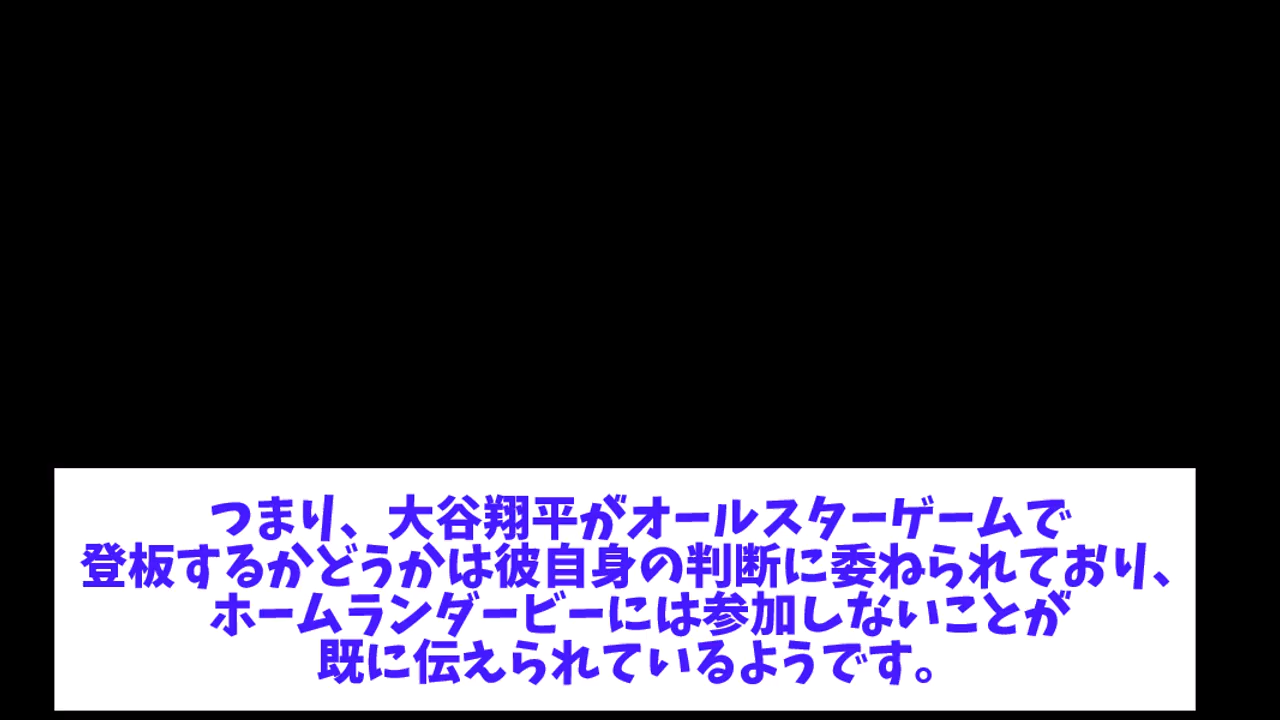 つまり、大谷翔平がオールスターゲームで
登板するかどうかは彼自身の判断に委ねられており、
ホームランダービーには参加しないことが
既に伝えられているようです。